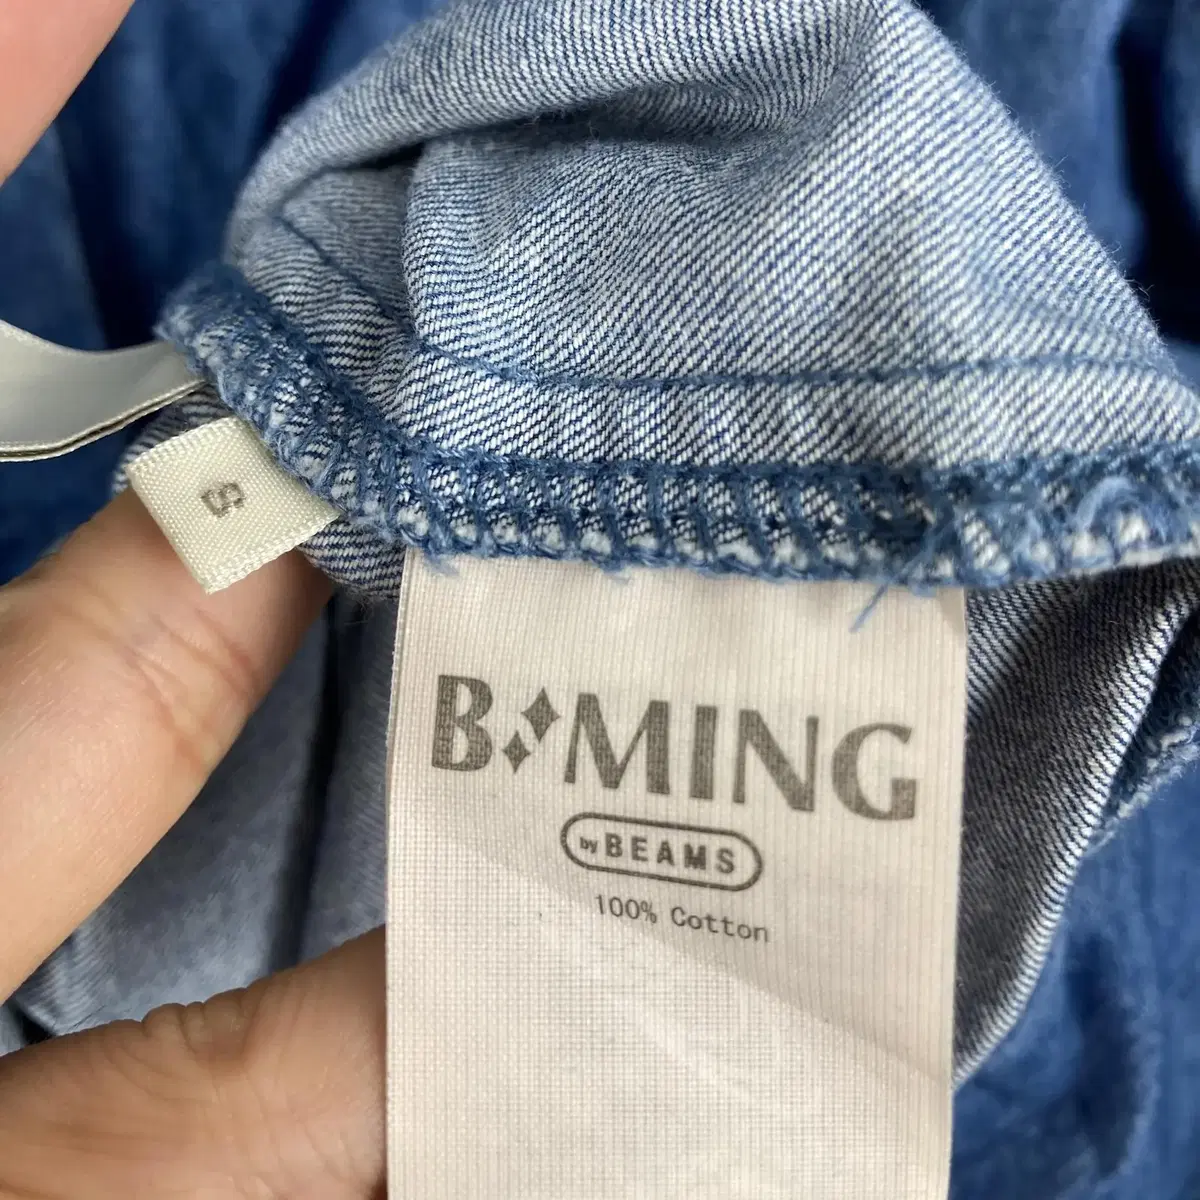 S
B:MING
by BEAMS
100% Cotton